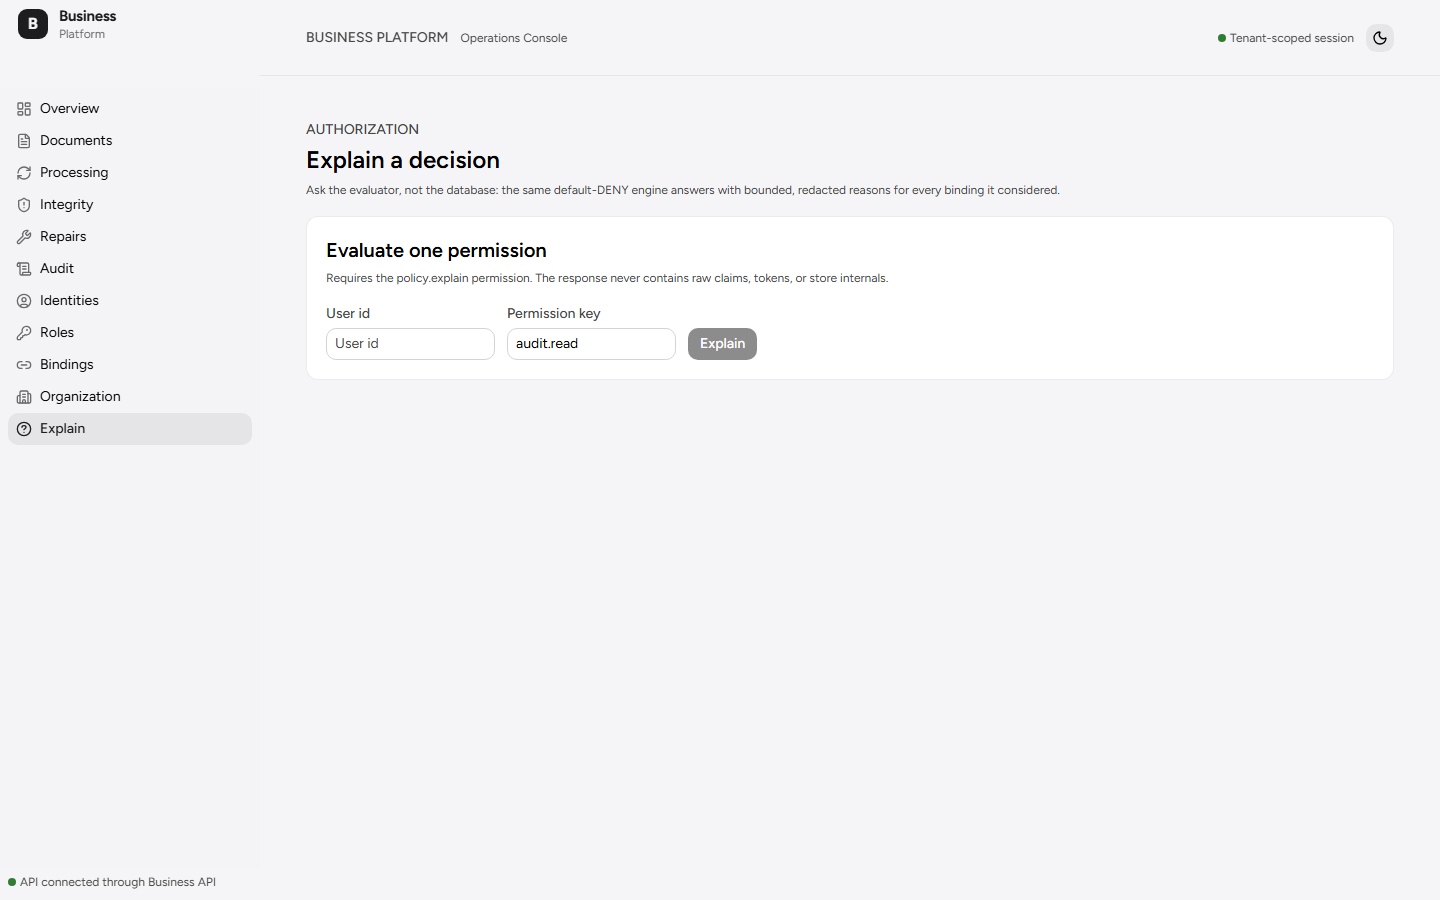 B
Business
Platform
BUSINESS PLATFORM Operations Console
Tenant-scoped session
Overview
Documents
Processing
Integrity
Repairs
Audit
Identities
Roles
Bindings
Organization
Explain
API connected through Business API
AUTHORIZATION
Explain a decision
Ask the evaluator, not the database: the same default-DENY engine answers with bounded, redacted reasons for every binding it considered.
Evaluate one permission
Requires the policy.explain permission. The response never contains raw claims, tokens, or store internals.
User id
User id
Permission key
audit.read
Explain